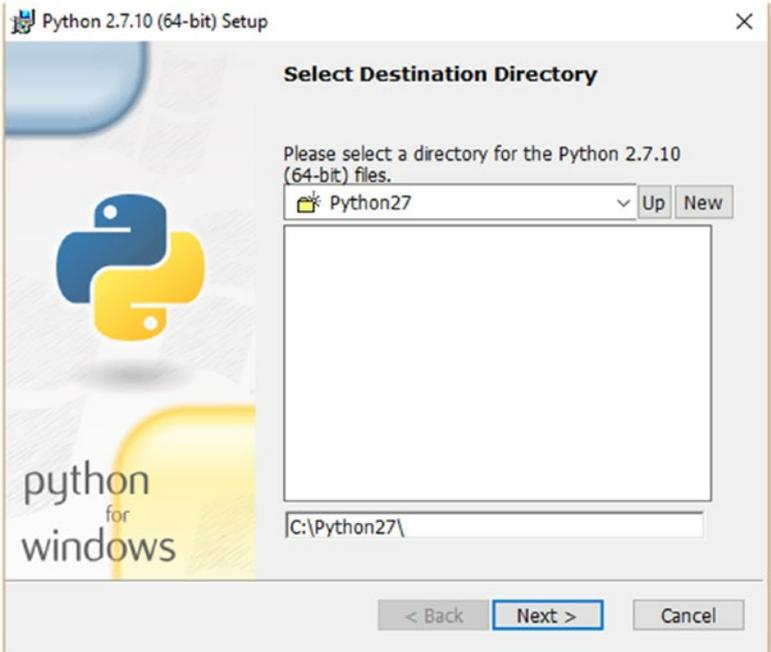 Python 2.7.10 (64-bit) Setup
Select Destination Directory
Please select a directory for the Python 2.7.10
(64-bit) files.
Python27
Up
New
C:\Python27\
python
for
windows
< Back
Next >
Cancel